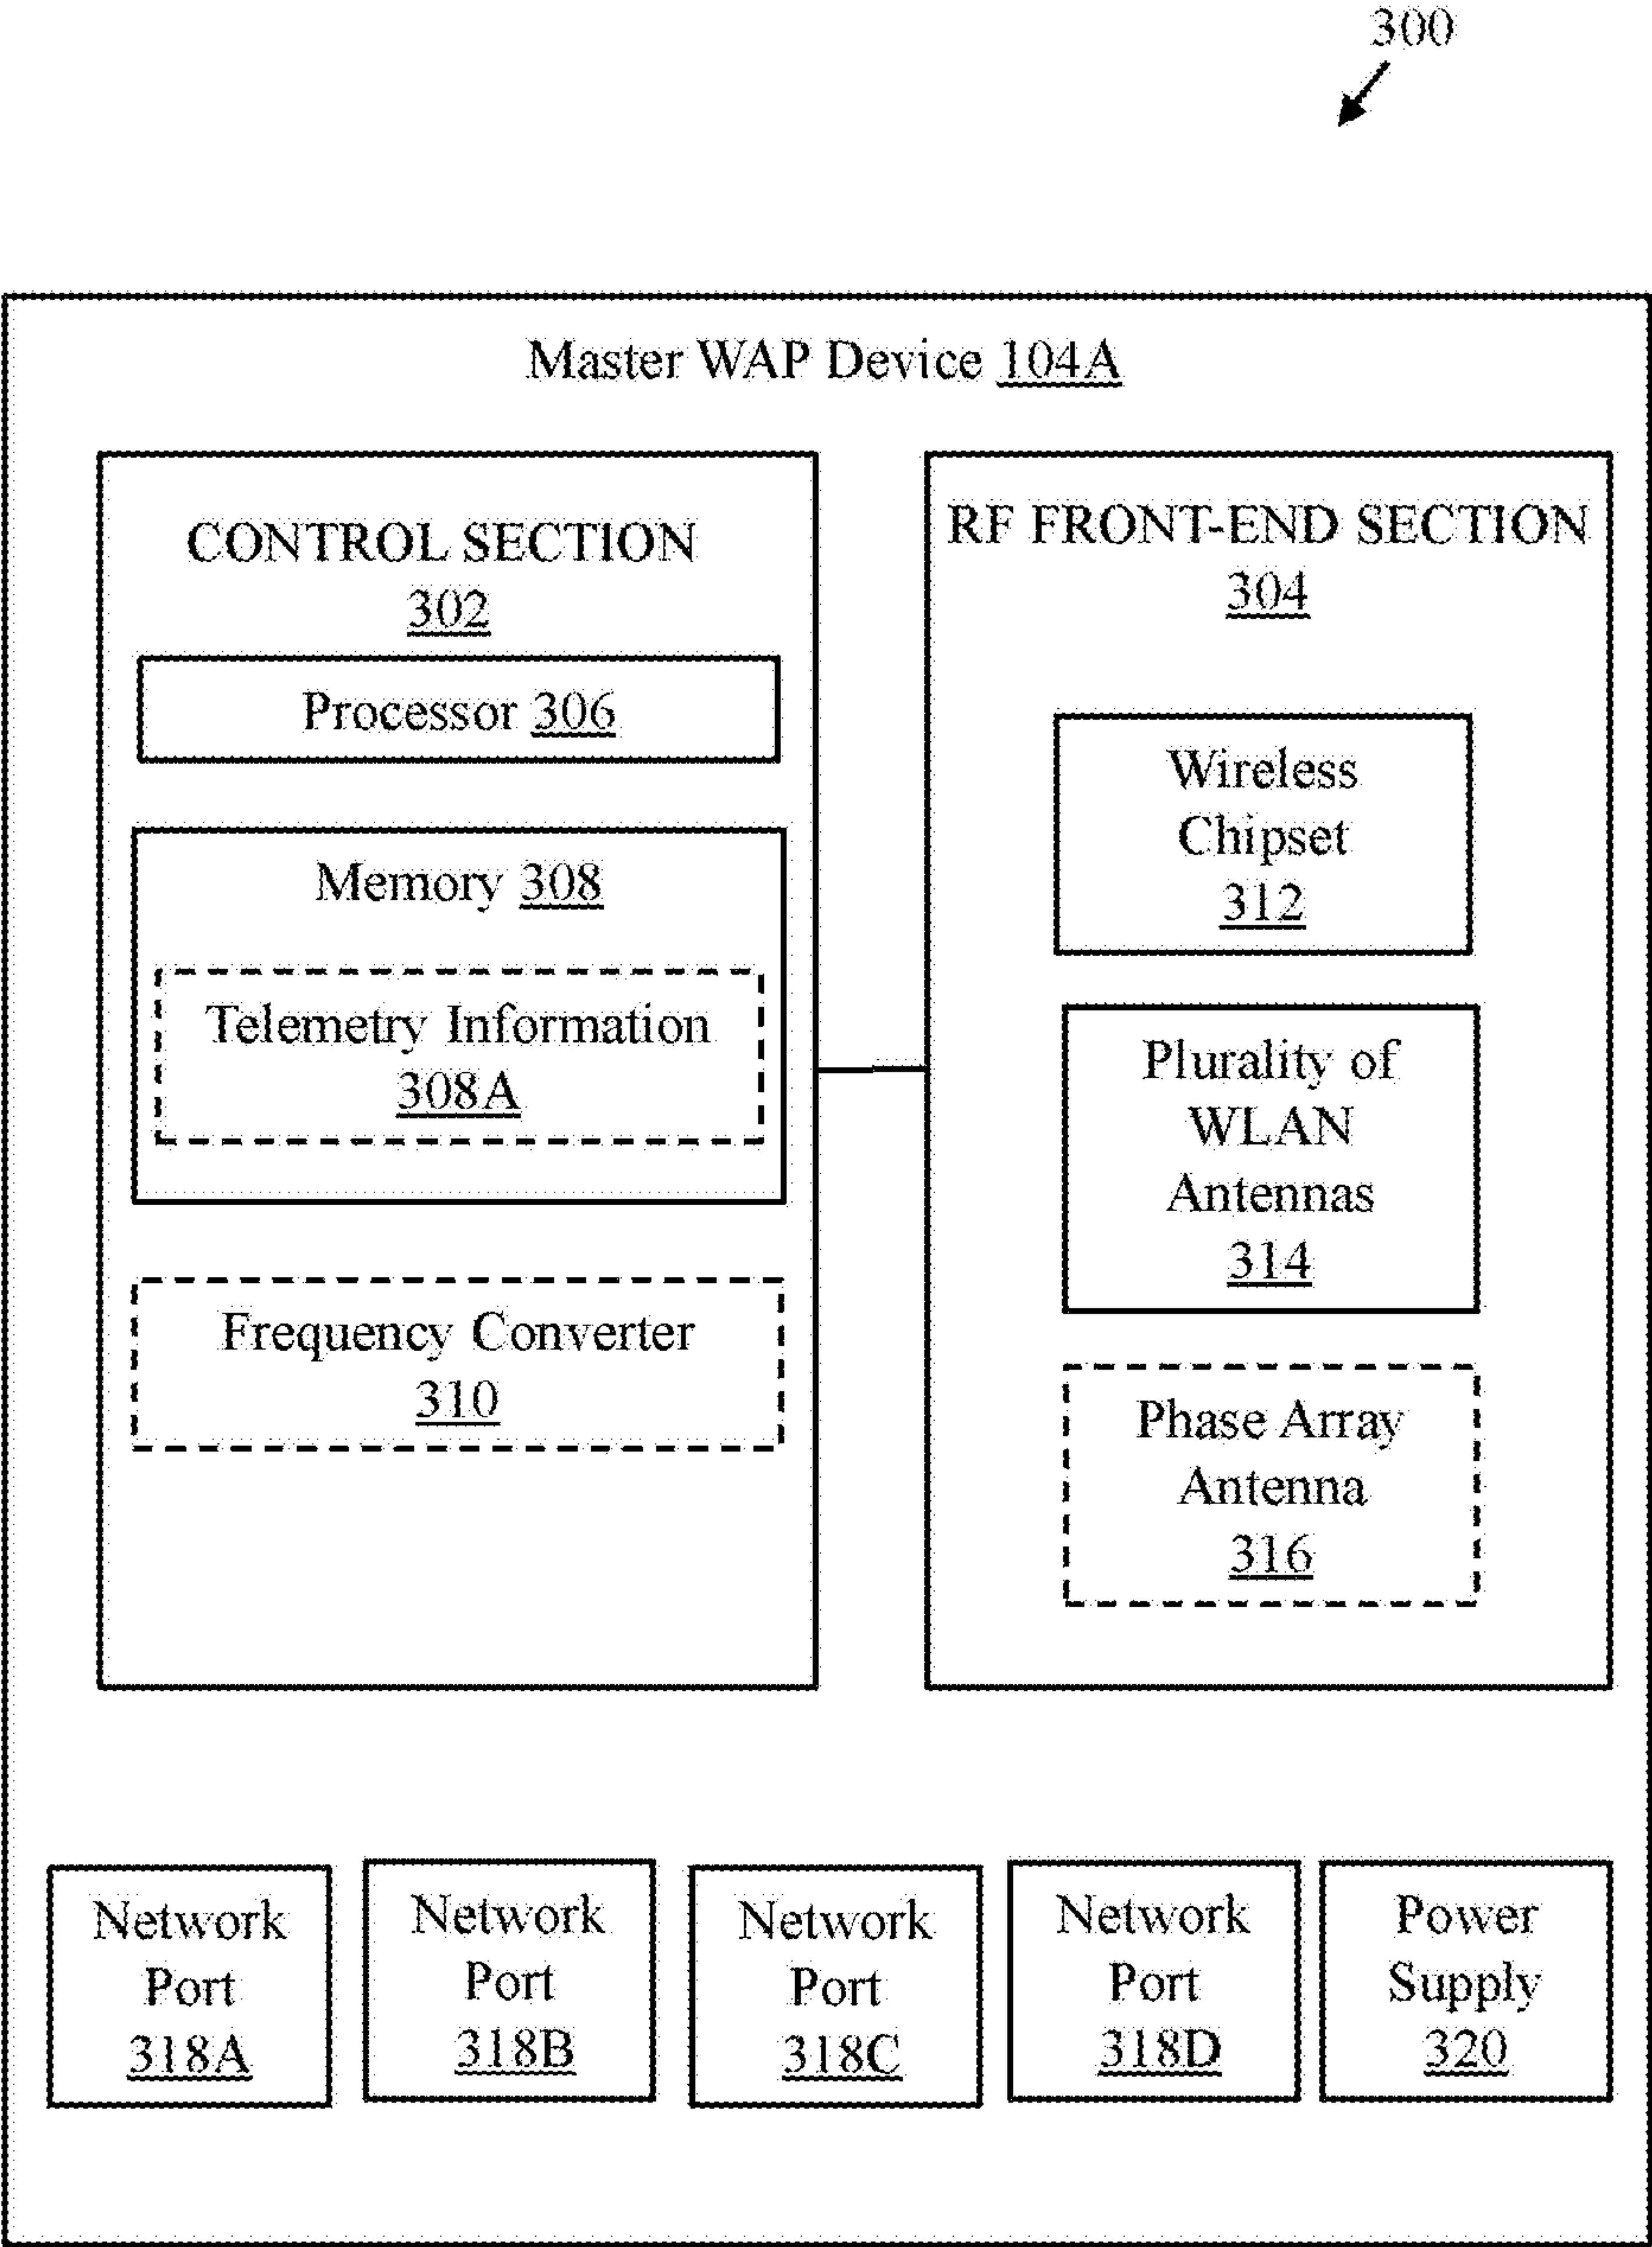 300
Master WAP Device 104A
CONTROL SECTION
302
Processor 306
Memory 308
Telemetry Information
308A
Frequency Converter
310
RF FRONT-END SECTION
304
Wireless
Chipset
312
Plurality of
WLAN
Antennas
314
Phase Array
Antenna
316
Network
Port
318A
Network
Port
318B
Network
Port
318C
Network
Port
318D
Power
Supply
320